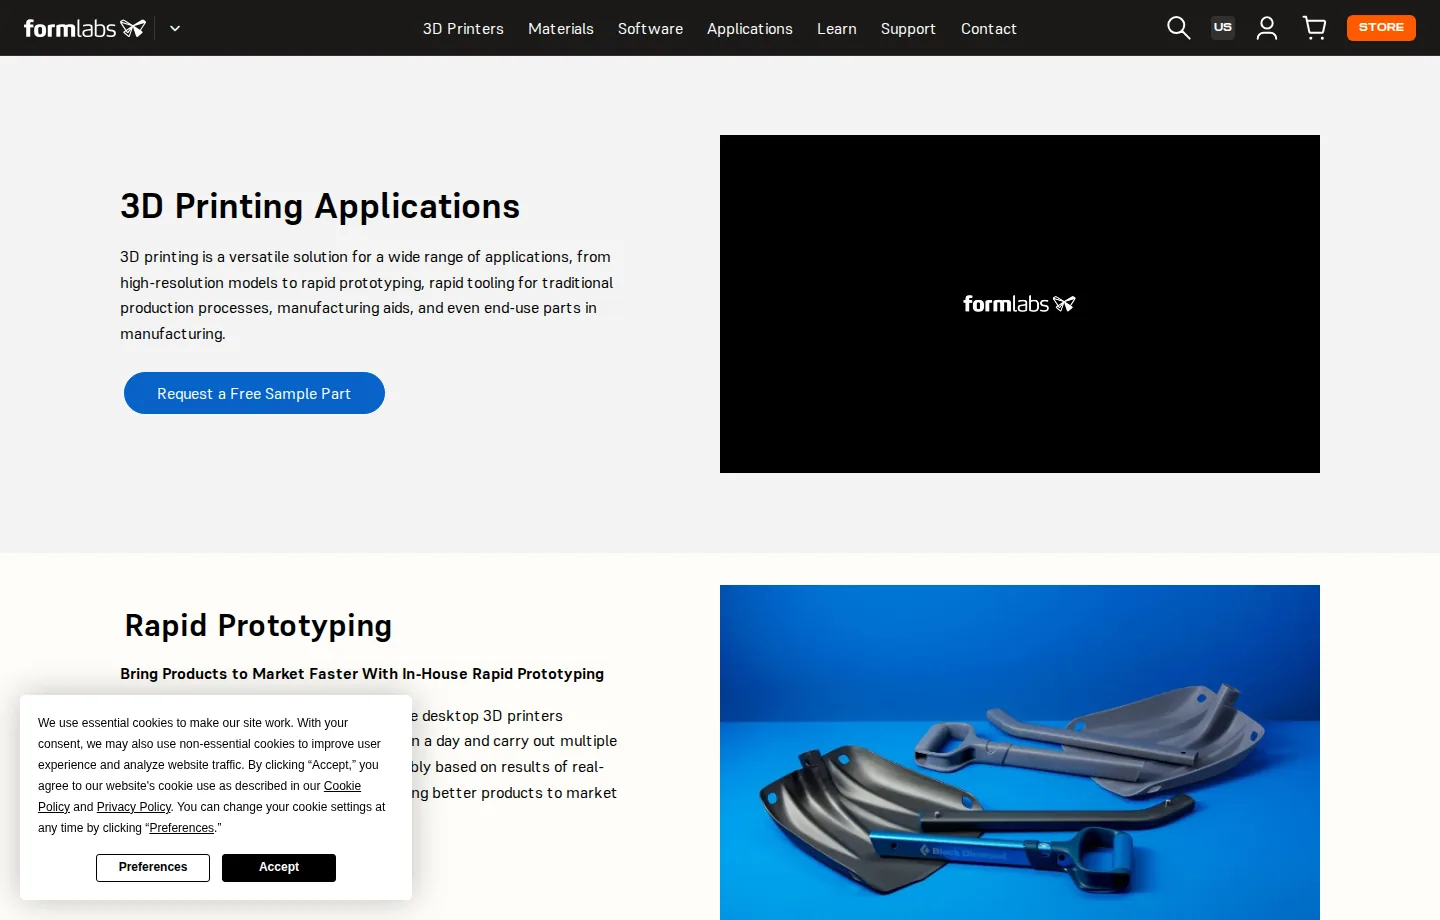 formlabs
3D Printers
Materials
Software
Applications
Learn
Support
Contact
US
STORE
3D Printing Applications
3D printing is a versatile solution for a wide range of applications, from
high-resolution models to rapid prototyping, rapid tooling for traditional
production processes, manufacturing aids, and even end-use parts in
manufacturing.
Request a Free Sample Part
formlabs
Rapid Prototyping
Bring Products to Market Faster With In-House Rapid Prototyping
e desktop 3D printers
n a day and carry out multiple
bly based on results of real-
ng better products to market
Black Diamond
We use essential cookies to make our site work. With your
consent, we may also use non-essential cookies to improve user
experience and analyze website traffic. By clicking “Accept,” you
agree to our website's cookie use as described in our Cookie
Policy and Privacy Policy. You can change your cookie settings at
any time by clicking “Preferences.”
Preferences
Accept